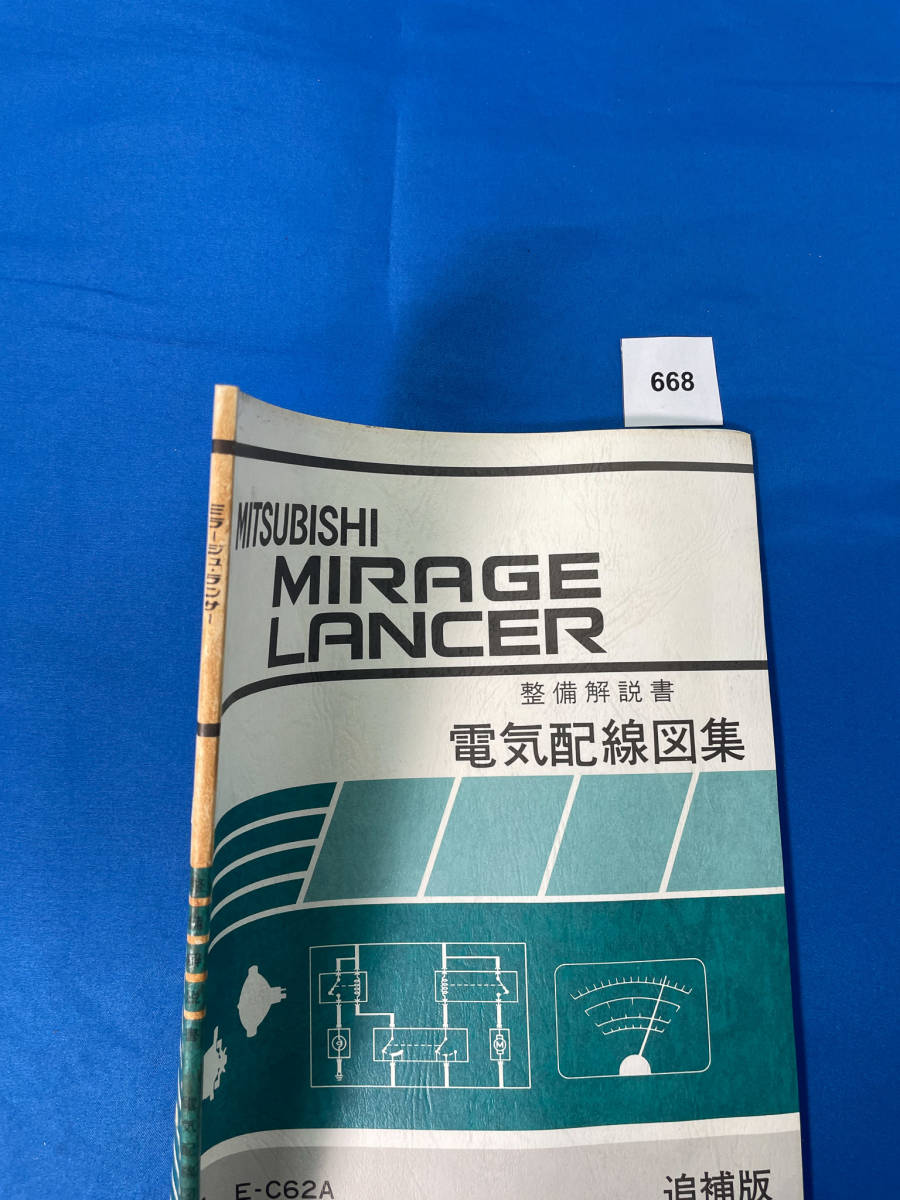 668
MITSUBISHI
MIRAGE
LANCER
整備解説書
電気配線図集
E-C62A
追補版
ミラージュ・ランサー
M